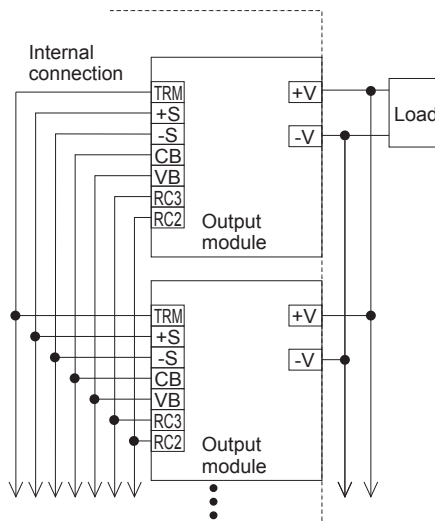 Internal
connection
TRM
+S
-S
CB
VB
RC3
RC2
+V
-V
Load
Output
module
TRM
+S
-S
CB
VB
RC3
RC2
+V
-V
Output
module